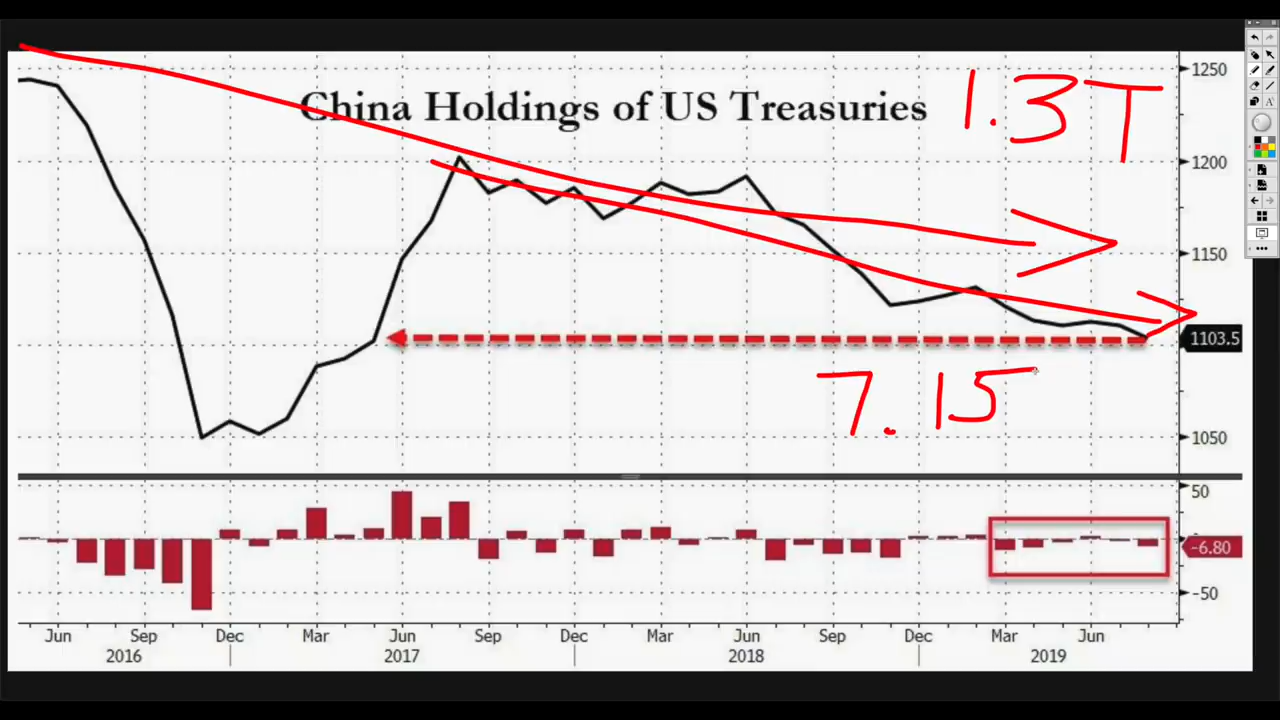 China Holdings of US Treasuries
1.3T
1250
1200
1150
1103.5
7.15
1050
50
-6.80
-50
Jun Sep Dec Mar Jun Sep Dec Mar Jun Sep Dec Mar Jun
2016 2017 2018 2019